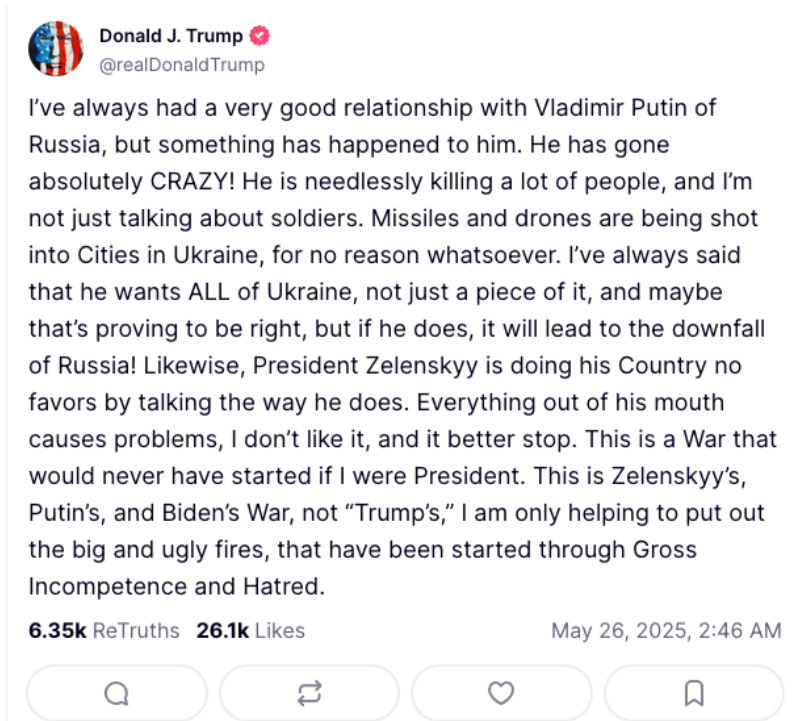 Donald J. Trump
@realDonaldTrump
I’ve always had a very good relationship with Vladimir Putin of
Russia, but something has happened to him. He has gone
absolutely CRAZY! He is needlessly killing a lot of people, and I’m
not just talking about soldiers. Missiles and drones are being shot
into Cities in Ukraine, for no reason whatsoever. I’ve always said
that he wants ALL of Ukraine, not just a piece of it, and maybe
that’s proving to be right, but if he does, it will lead to the downfall
of Russia! Likewise, President Zelenskyy is doing his Country no
favors by talking the way he does. Everything out of his mouth
causes problems, I don’t like it, and it better stop. This is a War that
would never have started if I were President. This is Zelenskyy’s,
Putin’s, and Biden’s War, not “Trump’s,” I am only helping to put out
the big and ugly fires, that have been started through Gross
Incompetence and Hatred.
6.35k ReTruths 26.1k Likes May 26, 2025, 2:46 AM